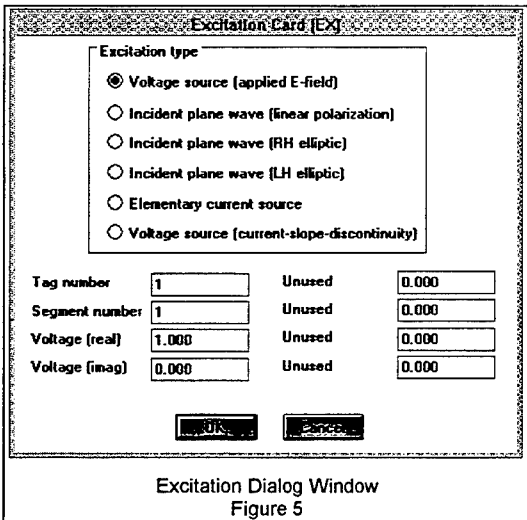 Excitation Card (EX)
Excitation type
Voltage source (applied E-field)
Incident plane wave (linear polarization)
Incident plane wave (RH elliptic)
Incident plane wave (LH elliptic)
Elementary current source
Voltage source (current-slope-discontinuity)
Tag number 1 Unused 0.000
Segment number 1 Unused 0.000
Voltage (real) 1.000 Unused 0.000
Voltage (imag) 0.000 Unused 0.000
OK Cancel
Excitation Dialog Window
Figure 5